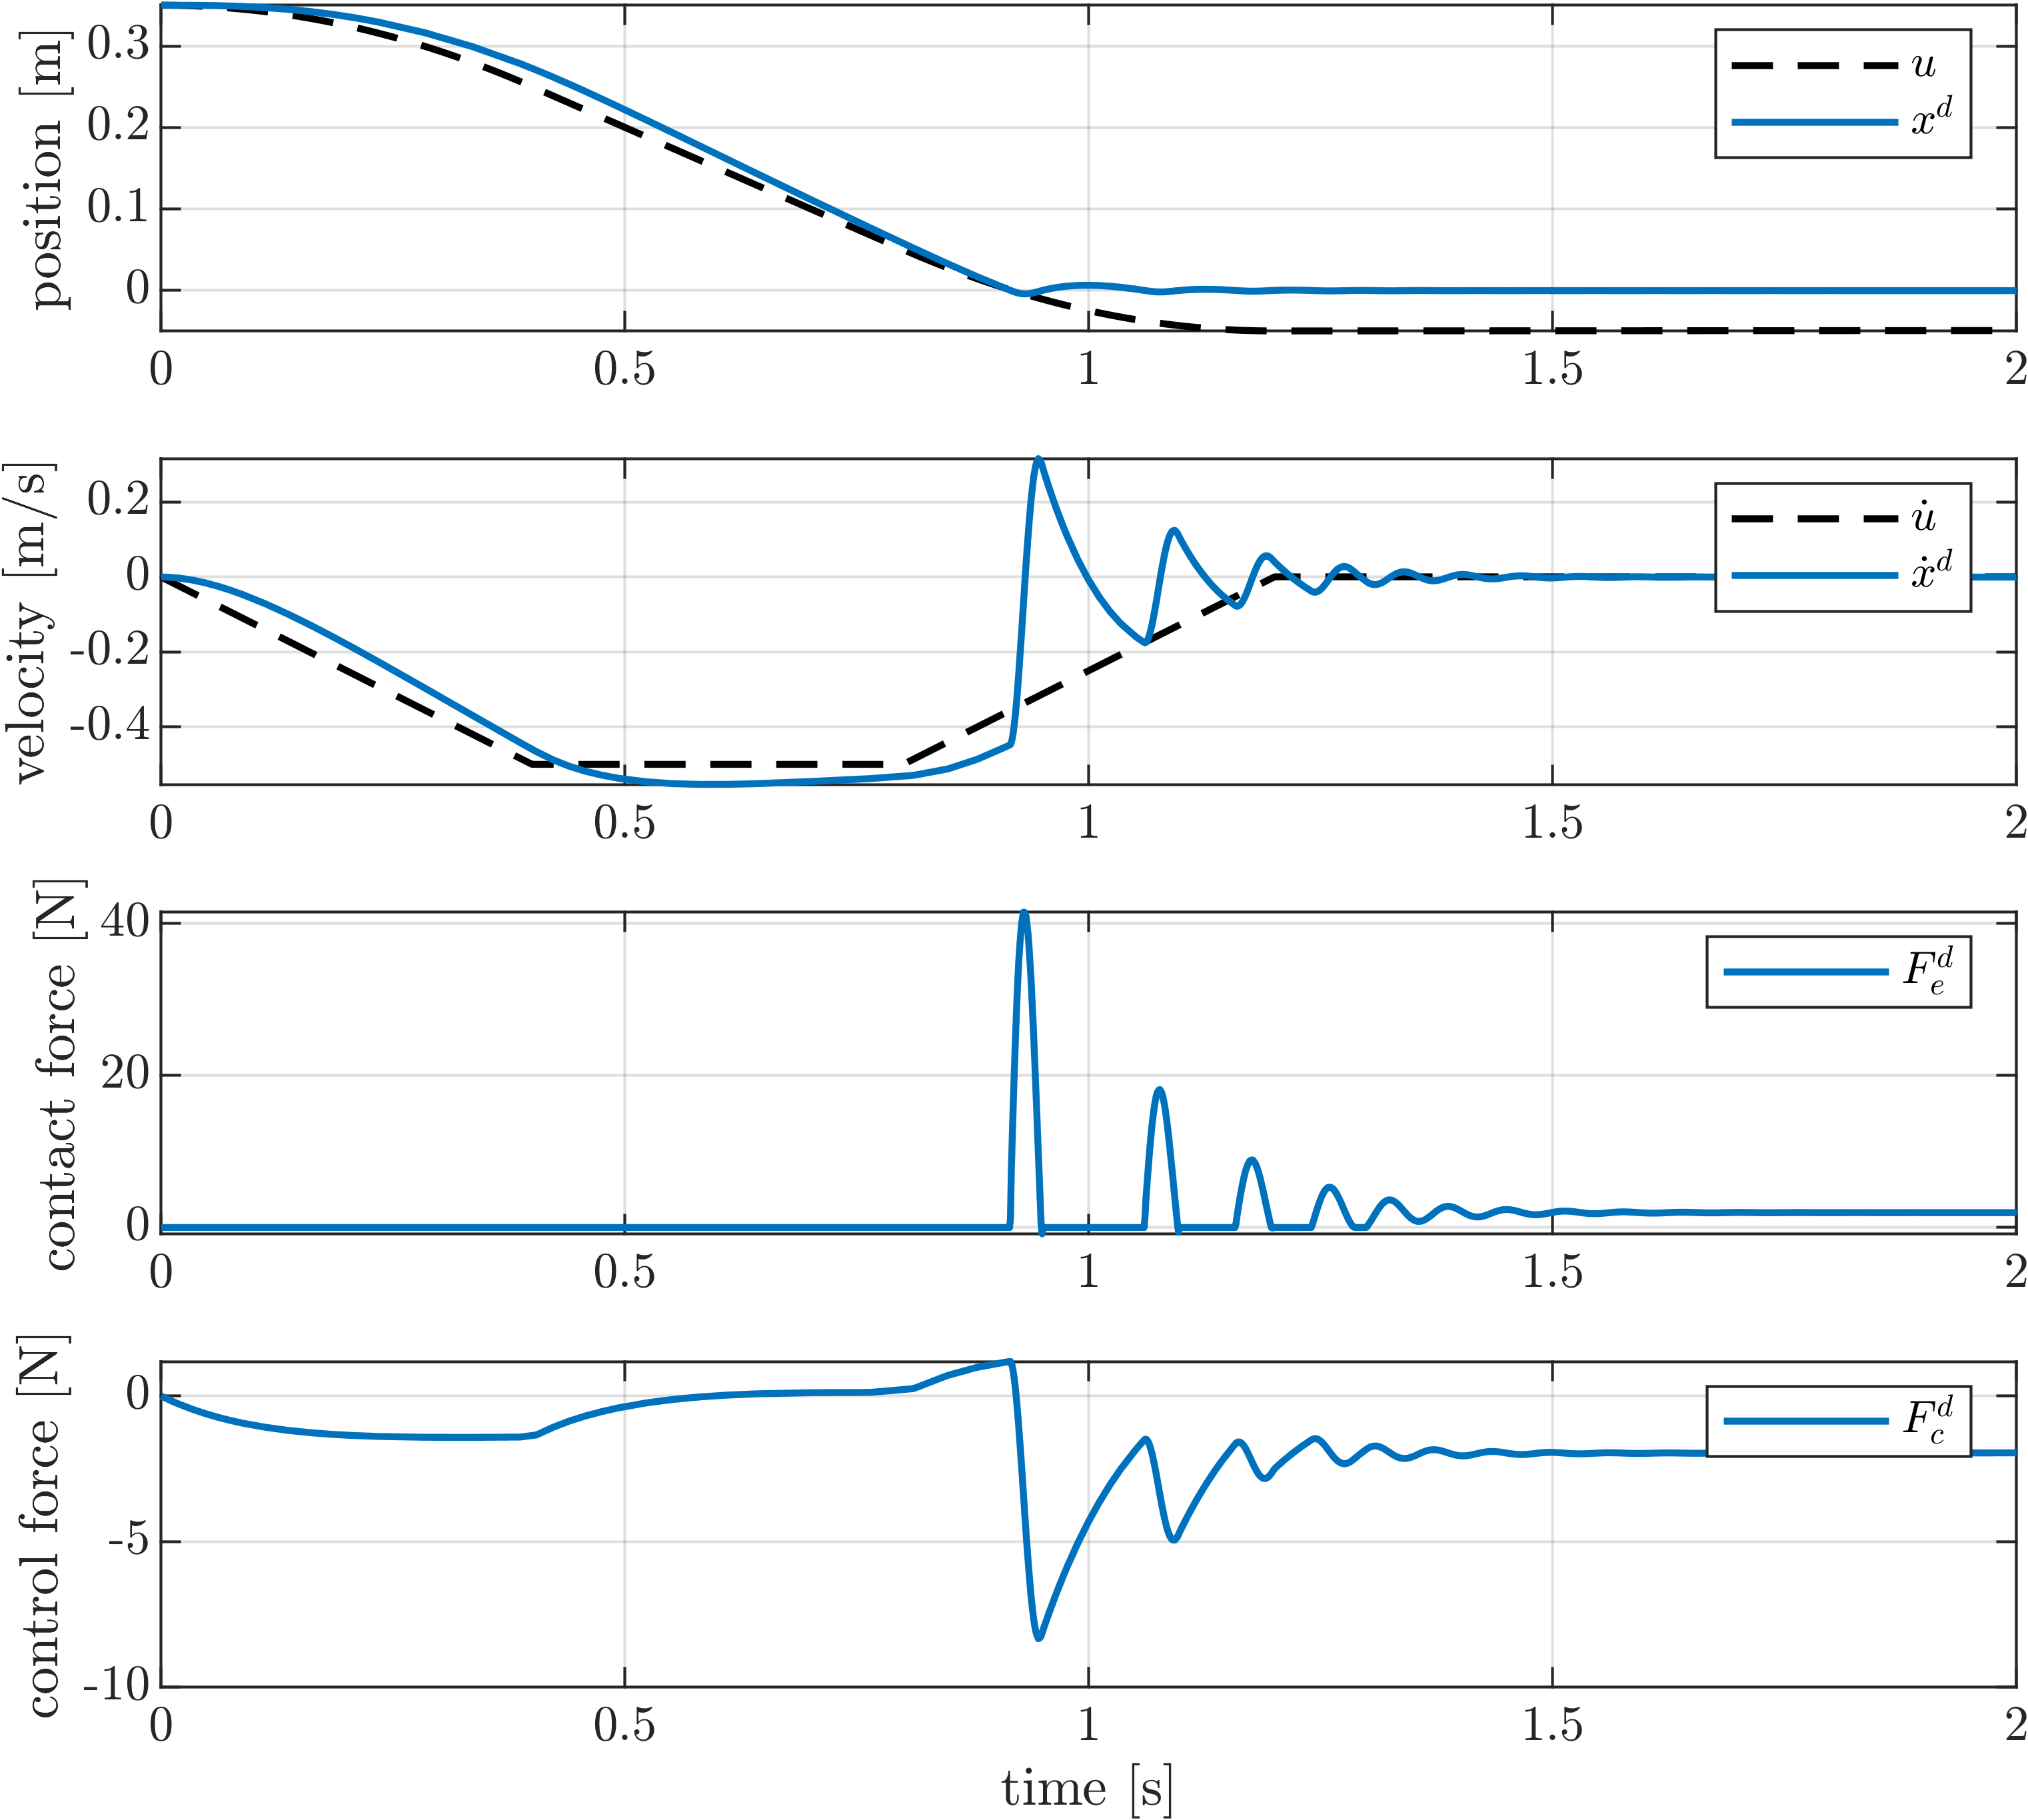 position [m]
0.3
0.2
0.1
0
0 0.5 1 1.5 2
u
x^d
velocity [m/s]
0.2
0
-0.2
-0.4
0 0.5 1 1.5 2
u̇
ẋ^d
contact force [N]
40
20
0
0 0.5 1 1.5 2
F_e^d
control force [N]
0
-5
-10
0 0.5 1 1.5 2
F_c^d
time [s]